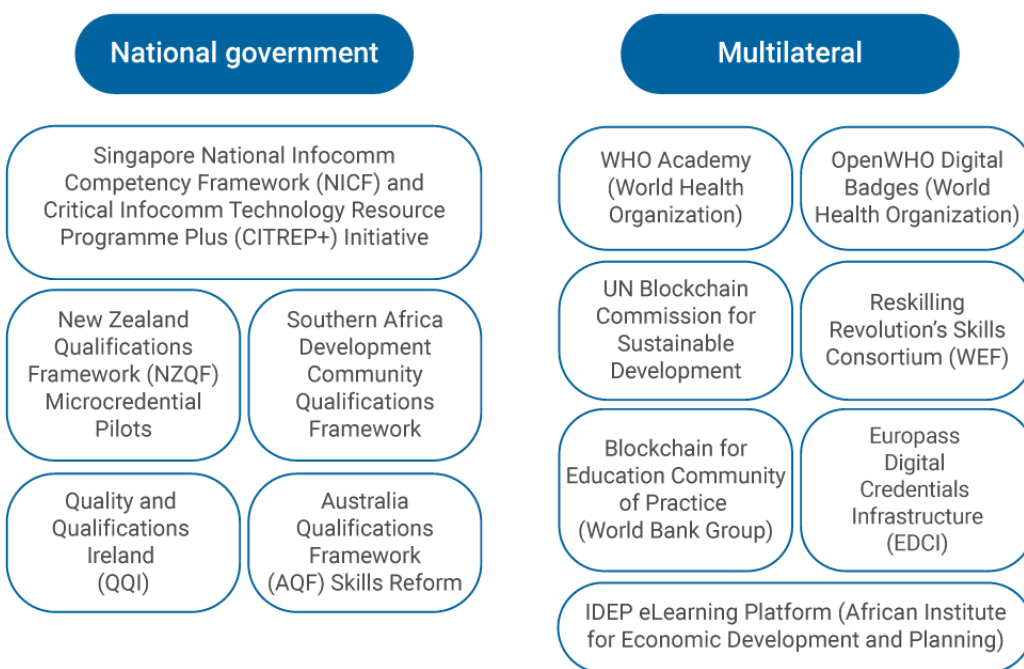 National government
Singapore National Infocomm
Competency Framework (NICF) and
Critical Infocomm Technology Resource
Programme Plus (CITREP+) Initiative
New Zealand
Qualifications
Framework (NZQF)
Microcredential
Pilots
Southern Africa
Development
Community
Qualifications
Framework
Quality and
Qualifications
Ireland
(QQI)
Australia
Qualifications
Framework
(AQF) Skills Reform
Multilateral
WHO Academy
(World Health
Organization)
OpenWHO Digital
Badges (World
Health Organization)
UN Blockchain
Commission for
Sustainable
Development
Reskilling
Revolution’s Skills
Consortium (WEF)
Blockchain for
Education Community
of Practice
(World Bank Group)
Europass
Digital
Credentials
Infrastructure
(EDCI)
IDEP eLearning Platform (African Institute
for Economic Development and Planning)